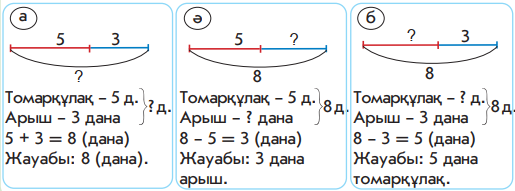 а
5 3
?
Томарқұлақ – 5 д.
Арыш – 3 дана
? д.
5 + 3 = 8 (дана)
Жауабы: 8 (дана).
ә
5 ?
8
Томарқұлақ – 5 д.
Арыш – ? дана
8 д.
8 – 5 = 3 (дана)
Жауабы: 3 дана
арыш.
б
? 3
8
Томарқұлақ – ? д.
Арыш – 3 дана
8 д.
8 – 3 = 5 (дана)
Жауабы: 5 дана
томарқұлақ.